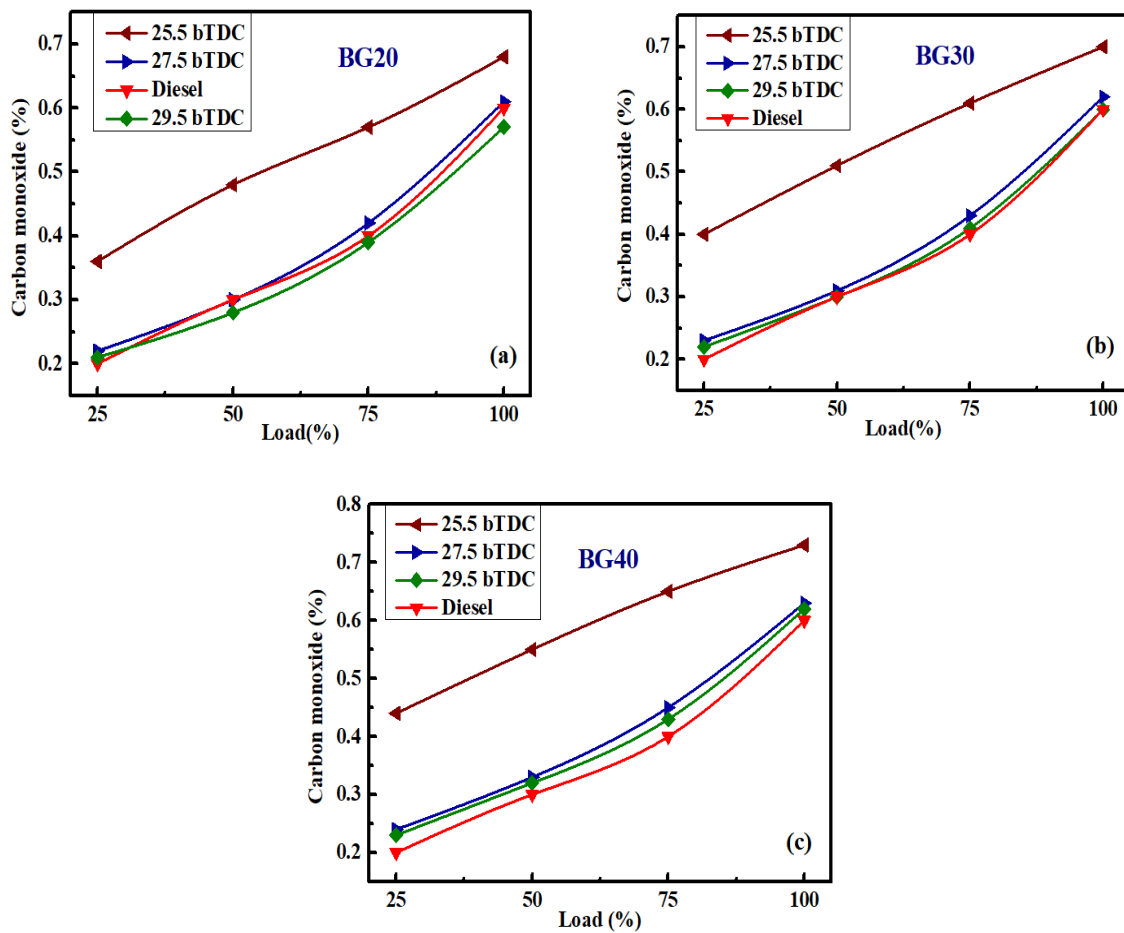 25.5 bTDC
27.5 bTDC
Diesel
29.5 bTDC
BG20
Carbon monoxide (%)
0.7
0.6
0.5
0.4
0.3
0.2
(a)
25 50 75 100
Load(%)
25.5 bTDC
27.5 bTDC
29.5 bTDC
Diesel
BG30
Carbon monoxide (%)
0.7
0.6
0.5
0.4
0.3
0.2
(b)
25 50 75 100
Load(%)
25.5 bTDC
27.5 bTDC
29.5 bTDC
Diesel
BG40
Carbon monoxide (%)
0.8
0.7
0.6
0.5
0.4
0.3
0.2
(c)
25 50 75 100
Load (%)